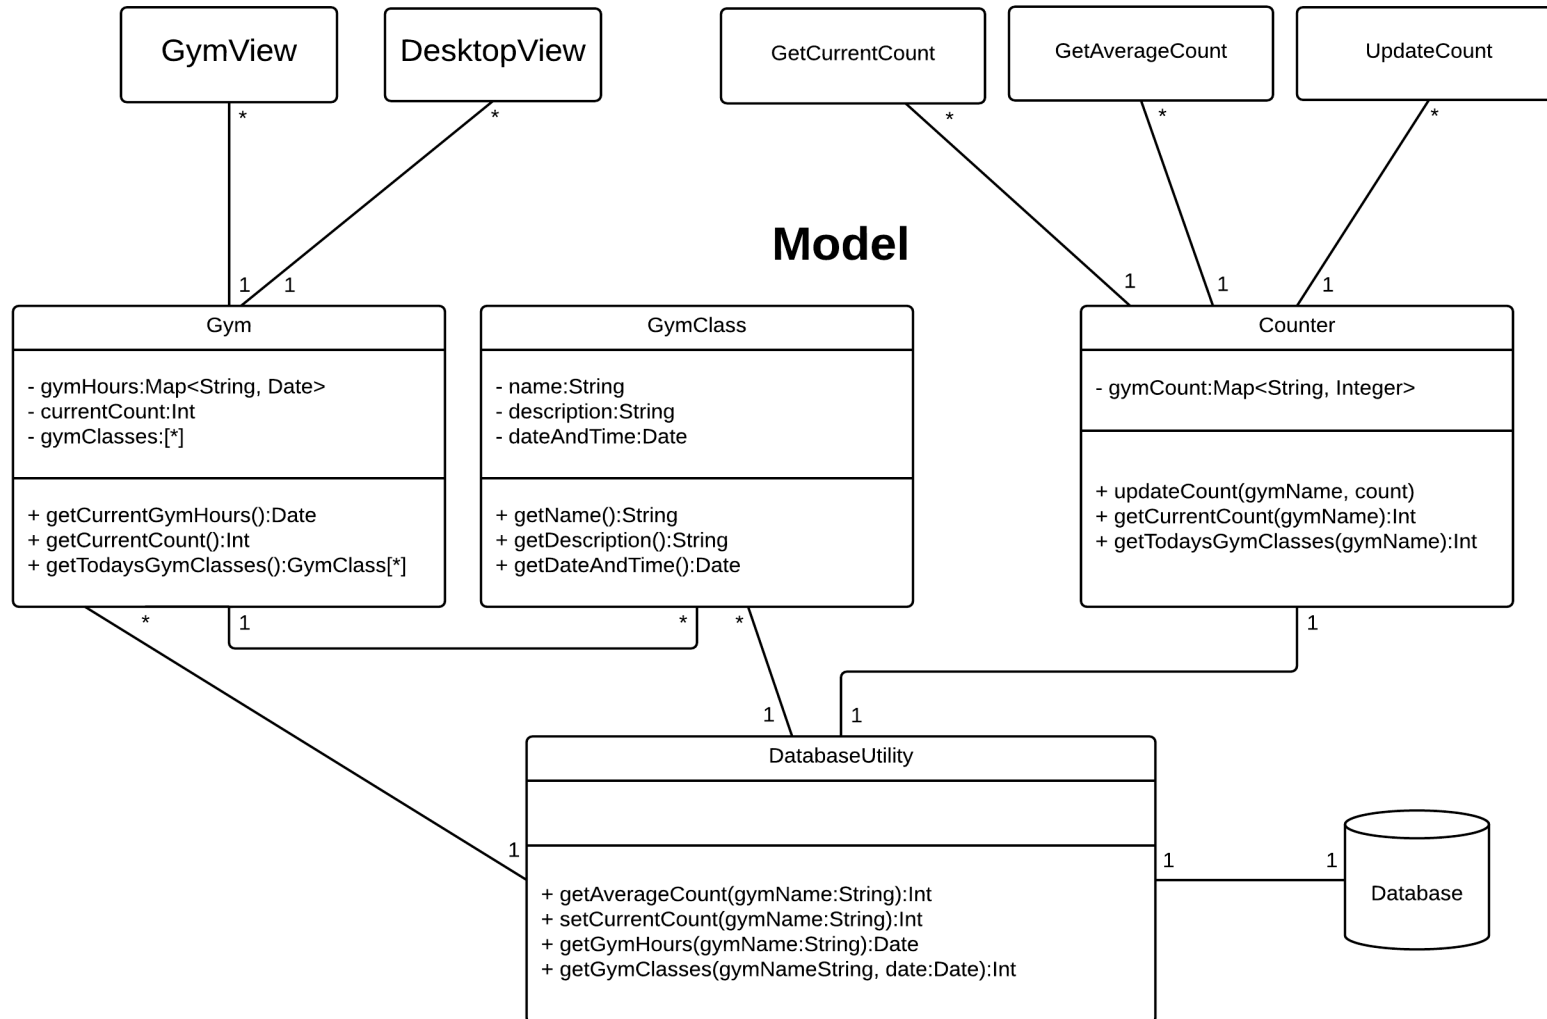 GymView
DesktopView
GetCurrentCount
GetAverageCount
UpdateCount
*
*
*
*
*
Model
1
1
1
1
1
Gym
- gymHours:Map<String, Date>
- currentCount:Int
- gymClasses:[*]
+ getCurrentGymHours():Date
+ getCurrentCount():Int
+ getTodaysGymClasses():GymClass[*]
GymClass
- name:String
- description:String
- dateAndTime:Date
+ getName():String
+ getDescription():String
+ getDateAndTime():Date
Counter
- gymCount:Map<String, Integer>
+ updateCount(gymName, count)
+ getCurrentCount(gymName):Int
+ getTodaysGymClasses(gymName):Int
*
1
*
*
1
1
1
DatabaseUtility
1
+ getAverageCount(gymName:String):Int
+ setCurrentCount(gymName:String):Int
+ getGymHours(gymName:String):Date
+ getGymClasses(gymNameString, date:Date):Int
1
1
Database